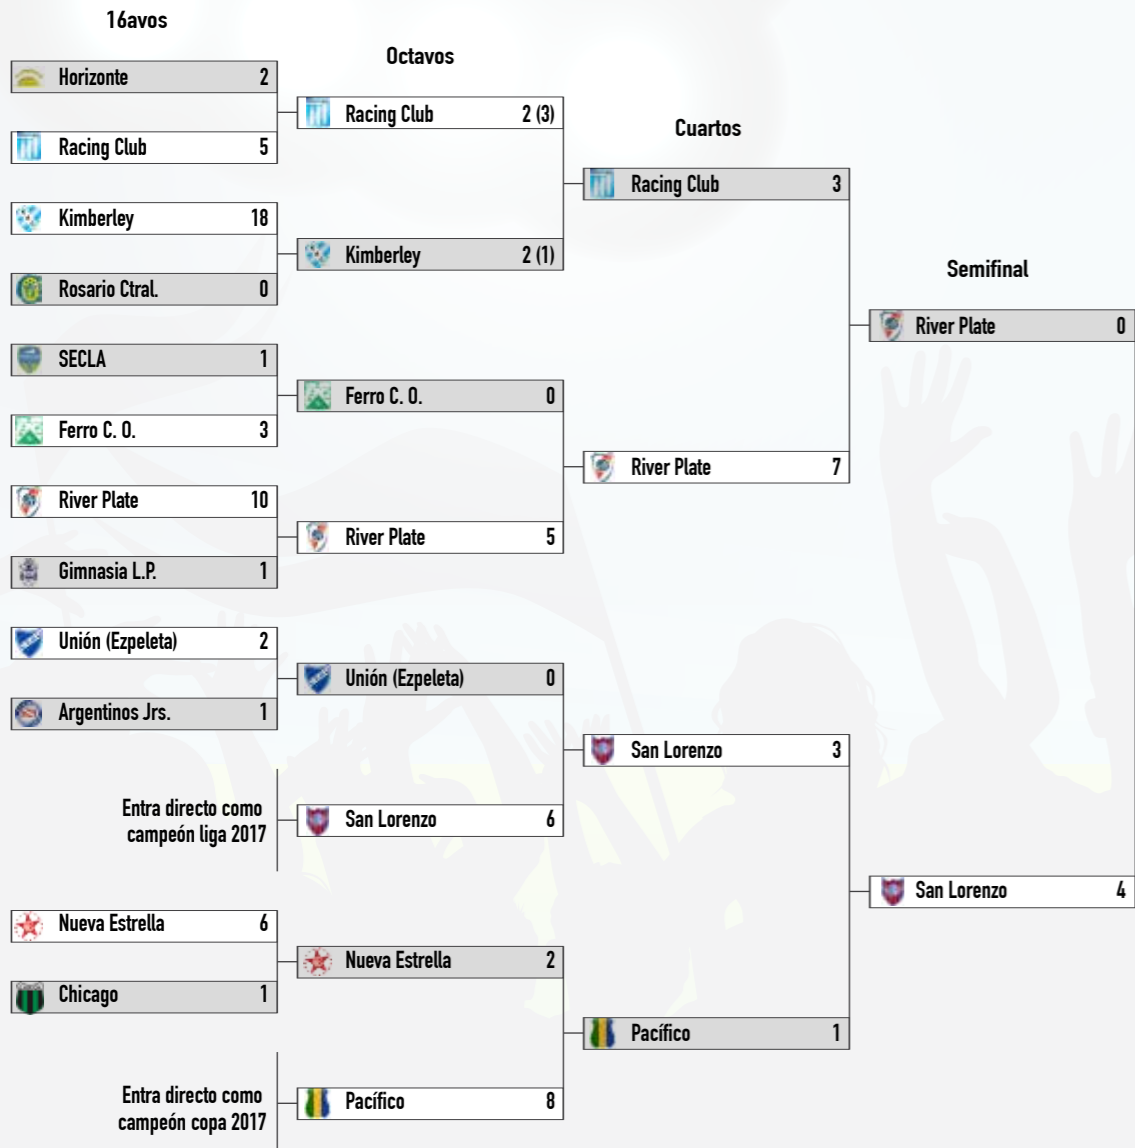 16avos
Horizonte 2
Racing Club 5
Kimberley 18
Rosario Ctral. 0
SECLA 1
Ferro C. O. 3
River Plate 10
Gimnasia L.P. 1
Unión (Ezpeleta) 2
Argentinos Jrs. 1
Entra directo como
campeón liga 2017
Nueva Estrella 6
Chicago 1
Entra directo como
campeón copa 2017
Octavos
Racing Club 2 (3)
Kimberley 2 (1)
Ferro C. O. 0
River Plate 5
Unión (Ezpeleta) 0
San Lorenzo 6
Nueva Estrella 2
Pacífico 8
Cuartos
Racing Club 3
River Plate 7
San Lorenzo 3
Pacífico 1
Semifinal
River Plate 0
San Lorenzo 4